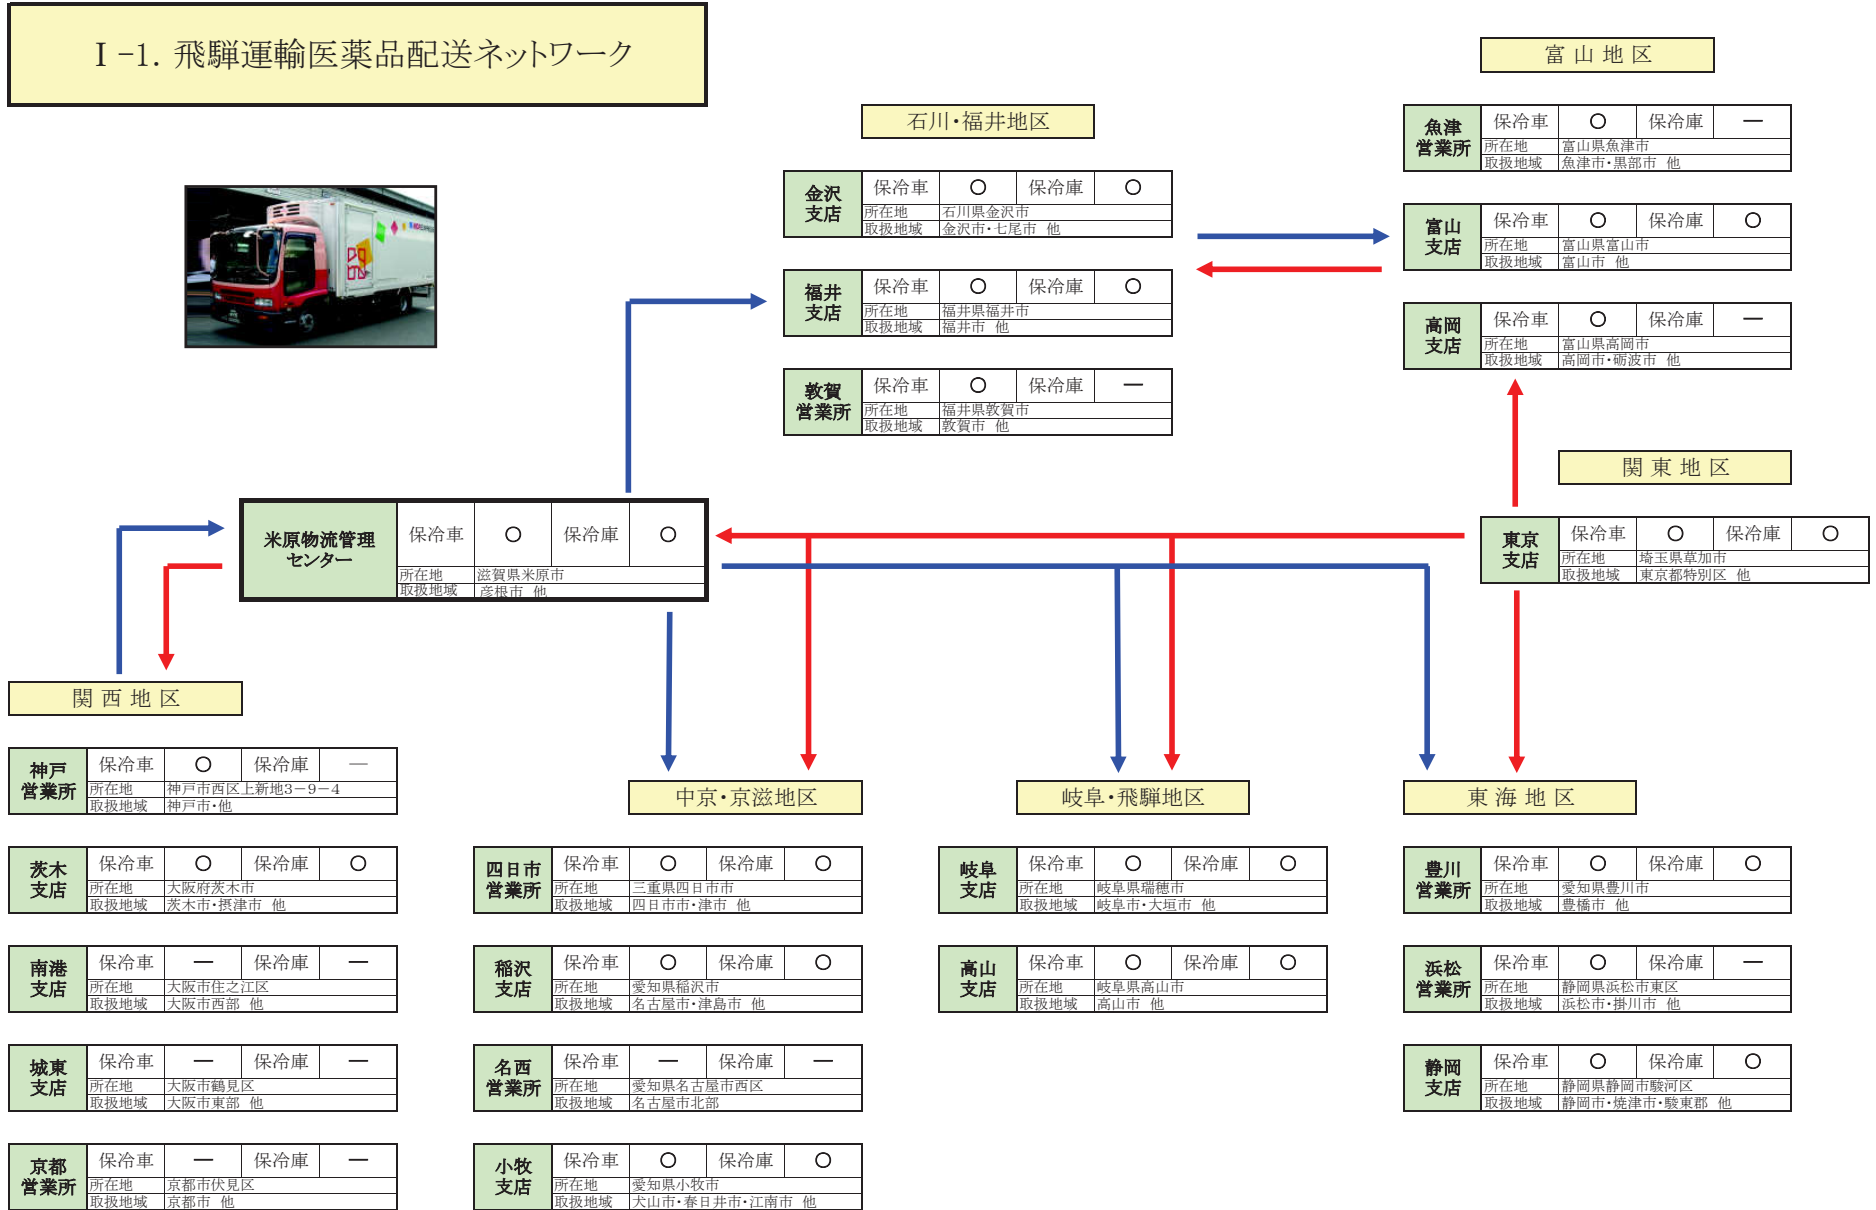 Ⅰ-1. 飛騨運輸医薬品配送ネットワーク
富山地区
石川・福井地区
魚津
営業所
保冷車 ○ 保冷庫 ー
所在地 富山県魚津市
取扱地域 魚津市・黒部市 他
金沢
支店
保冷車 ○ 保冷庫 ○
所在地 石川県金沢市
取扱地域 金沢市・七尾市 他
富山
支店
保冷車 ○ 保冷庫 ○
所在地 富山県富山市
取扱地域 富山市 他
福井
支店
保冷車 ○ 保冷庫 ○
所在地 福井県福井市
取扱地域 福井市 他
高岡
支店
保冷車 ○ 保冷庫 ー
所在地 富山県高岡市
取扱地域 高岡市・砺波市 他
敦賀
営業所
保冷車 ○ 保冷庫 ー
所在地 福井県敦賀市
取扱地域 敦賀市 他
関東地区
米原物流管理
センター
保冷車 ○ 保冷庫 ○
所在地 滋賀県米原市
取扱地域 彦根市 他
東京
支店
保冷車 ○ 保冷庫 ○
所在地 埼玉県草加市
取扱地域 東京都特別区 他
関西地区
神戸
営業所
保冷車 ○ 保冷庫 ー
所在地 神戸市西区上新地3-9-4
取扱地域 神戸市・他
茨木
支店
保冷車 ○ 保冷庫 ○
所在地 大阪府茨木市
取扱地域 茨木市・摂津市 他
南港
支店
保冷車 ー 保冷庫 ー
所在地 大阪市住之江区
取扱地域 大阪市西部 他
城東
支店
保冷車 ー 保冷庫 ー
所在地 大阪市鶴見区
取扱地域 大阪市東部 他
京都
営業所
保冷車 ー 保冷庫 ー
所在地 京都市伏見区
取扱地域 京都市 他
中京・京滋地区
四日市
営業所
保冷車 ○ 保冷庫 ○
所在地 三重県四日市市
取扱地域 四日市市・津市 他
稲沢
支店
保冷車 ○ 保冷庫 ○
所在地 愛知県稲沢市
取扱地域 名古屋市・津島市 他
名西
営業所
保冷車 ー 保冷庫 ー
所在地 愛知県名古屋市西区
取扱地域 名古屋市北部
小牧
支店
保冷車 ○ 保冷庫 ○
所在地 愛知県小牧市
取扱地域 犬山市・春日井市・江南市 他
岐阜・飛騨地区
岐阜
支店
保冷車 ○ 保冷庫 ○
所在地 岐阜県瑞穂市
取扱地域 岐阜市・大垣市 他
高山
支店
保冷車 ○ 保冷庫 ○
所在地 岐阜県高山市
取扱地域 高山市 他
東海地区
豊川
営業所
保冷車 ○ 保冷庫 ○
所在地 愛知県豊川市
取扱地域 豊橋市 他
浜松
営業所
保冷車 ○ 保冷庫 ー
所在地 静岡県浜松市東区
取扱地域 浜松市・掛川市 他
静岡
支店
保冷車 ○ 保冷庫 ○
所在地 静岡県静岡市駿河区
取扱地域 静岡市・焼津市・駿東郡 他